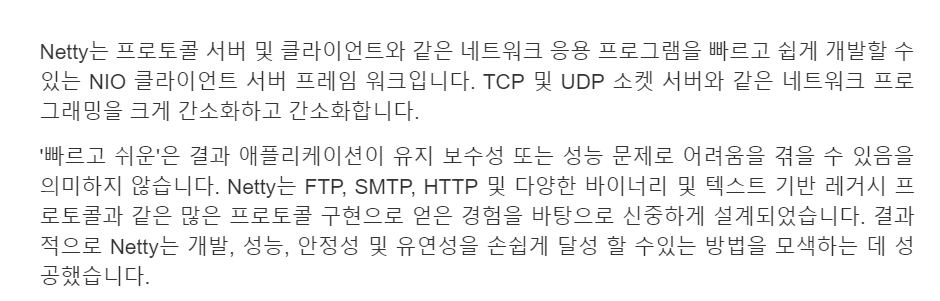 Netty는 프로토콜 서버 및 클라이언트와 같은 네트워크 응용 프로그램을 빠르고 쉽게 개발할 수
있는 NIO 클라이언트 서버 프레임 워크입니다. TCP 및 UDP 소켓 서버와 같은 네트워크 프로
그래밍을 크게 간소화하고 간소화합니다.
'빠르고 쉬운'은 결과 애플리케이션이 유지 보수성 또는 성능 문제로 어려움을 겪을 수 있음을
의미하지 않습니다. Netty는 FTP, SMTP, HTTP 및 다양한 바이너리 및 텍스트 기반 레거시 프
로토콜과 같은 많은 프로토콜 구현으로 얻은 경험을 바탕으로 신중하게 설계되었습니다. 결과
적으로 Netty는 개발, 성능, 안정성 및 유연성을 손쉽게 달성 할 수있는 방법을 모색하는 데 성
공했습니다.